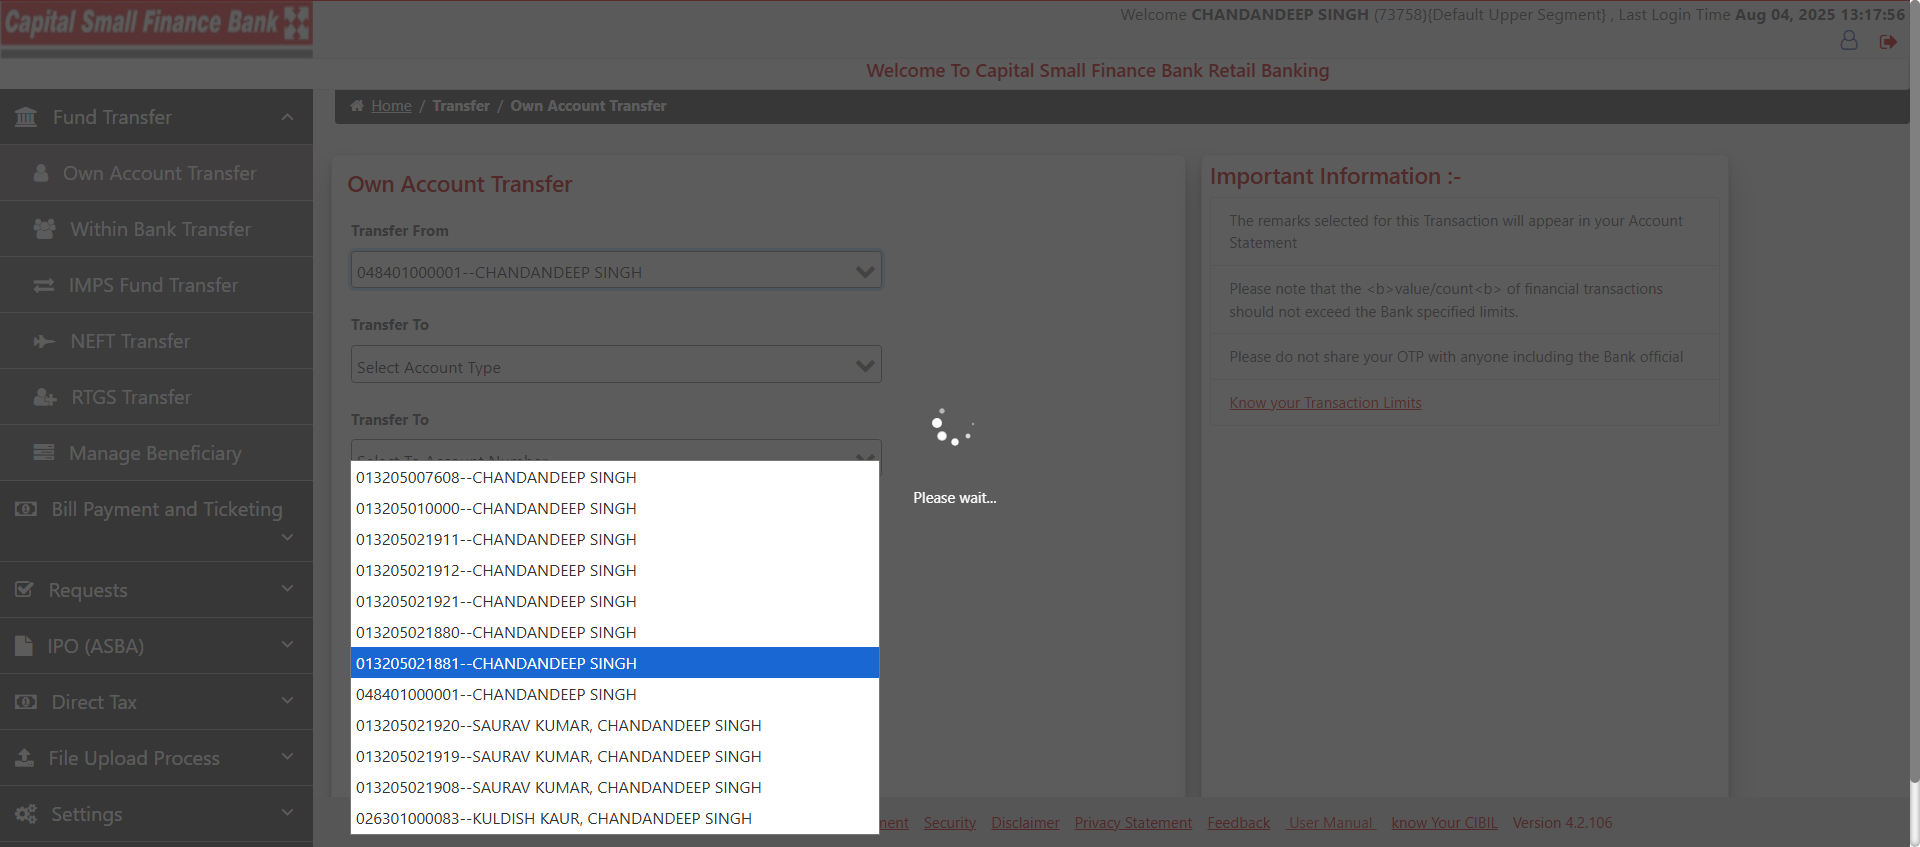 Capital Small Finance Bank
Welcome CHANDANDEEP SINGH (73758){Default Upper Segment} , Last Login Time Aug 04, 2025 13:17:56
Welcome To Capital Small Finance Bank Retail Banking
Fund Transfer
Own Account Transfer
Within Bank Transfer
IMPS Fund Transfer
NEFT Transfer
RTGS Transfer
Manage Beneficiary
Bill Payment and Ticketing
Requests
IPO (ASBA)
Direct Tax
File Upload Process
Settings
Home / Transfer / Own Account Transfer
Own Account Transfer
Transfer From
048401000001--CHANDANDEEP SINGH
Transfer To
Select Account Type
Transfer To
Select To Account Number
013205007608--CHANDANDEEP SINGH
013205010000--CHANDANDEEP SINGH
013205021911--CHANDANDEEP SINGH
013205021912--CHANDANDEEP SINGH
013205021921--CHANDANDEEP SINGH
013205021880--CHANDANDEEP SINGH
013205021881--CHANDANDEEP SINGH
048401000001--CHANDANDEEP SINGH
013205021920--SAURAV KUMAR, CHANDANDEEP SINGH
013205021919--SAURAV KUMAR, CHANDANDEEP SINGH
013205021908--SAURAV KUMAR, CHANDANDEEP SINGH
026301000083--KULDISH KAUR, CHANDANDEEP SINGH
Please wait...
Important Information :-
The remarks selected for this Transaction will appear in your Account
Statement
Please note that the <b>value/count<b> of financial transactions
should not exceed the Bank specified limits.
Please do not share your OTP with anyone including the Bank official
Know your Transaction Limits
Security Disclaimer Privacy Statement Feedback User Manual know Your CIBIL Version 4.2.106